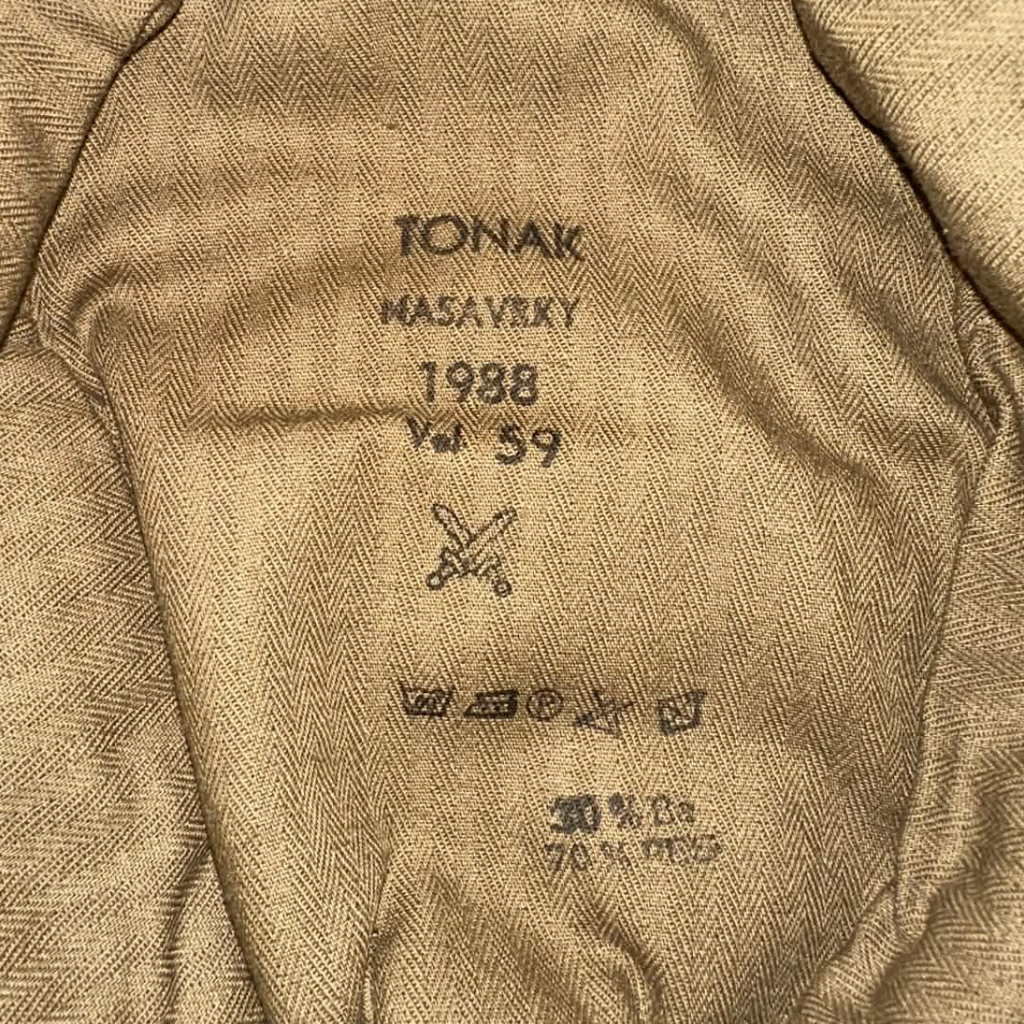 TONAK
NASAVRKY
1988
Vel. 59
P
30 % Ba
70 % PES